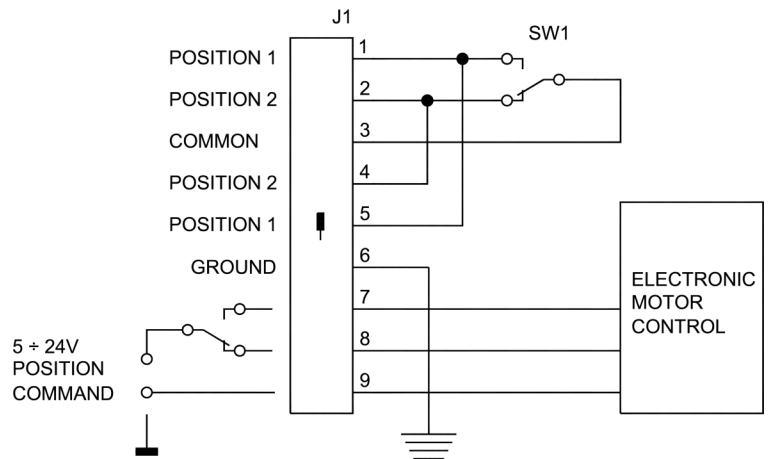 J1
SW1
POSITION 1
1
POSITION 2
2
COMMON
3
POSITION 2
4
POSITION 1
5
GROUND
6
7
8
9
5 ÷ 24V
POSITION
COMMAND
ELECTRONIC
MOTOR
CONTROL